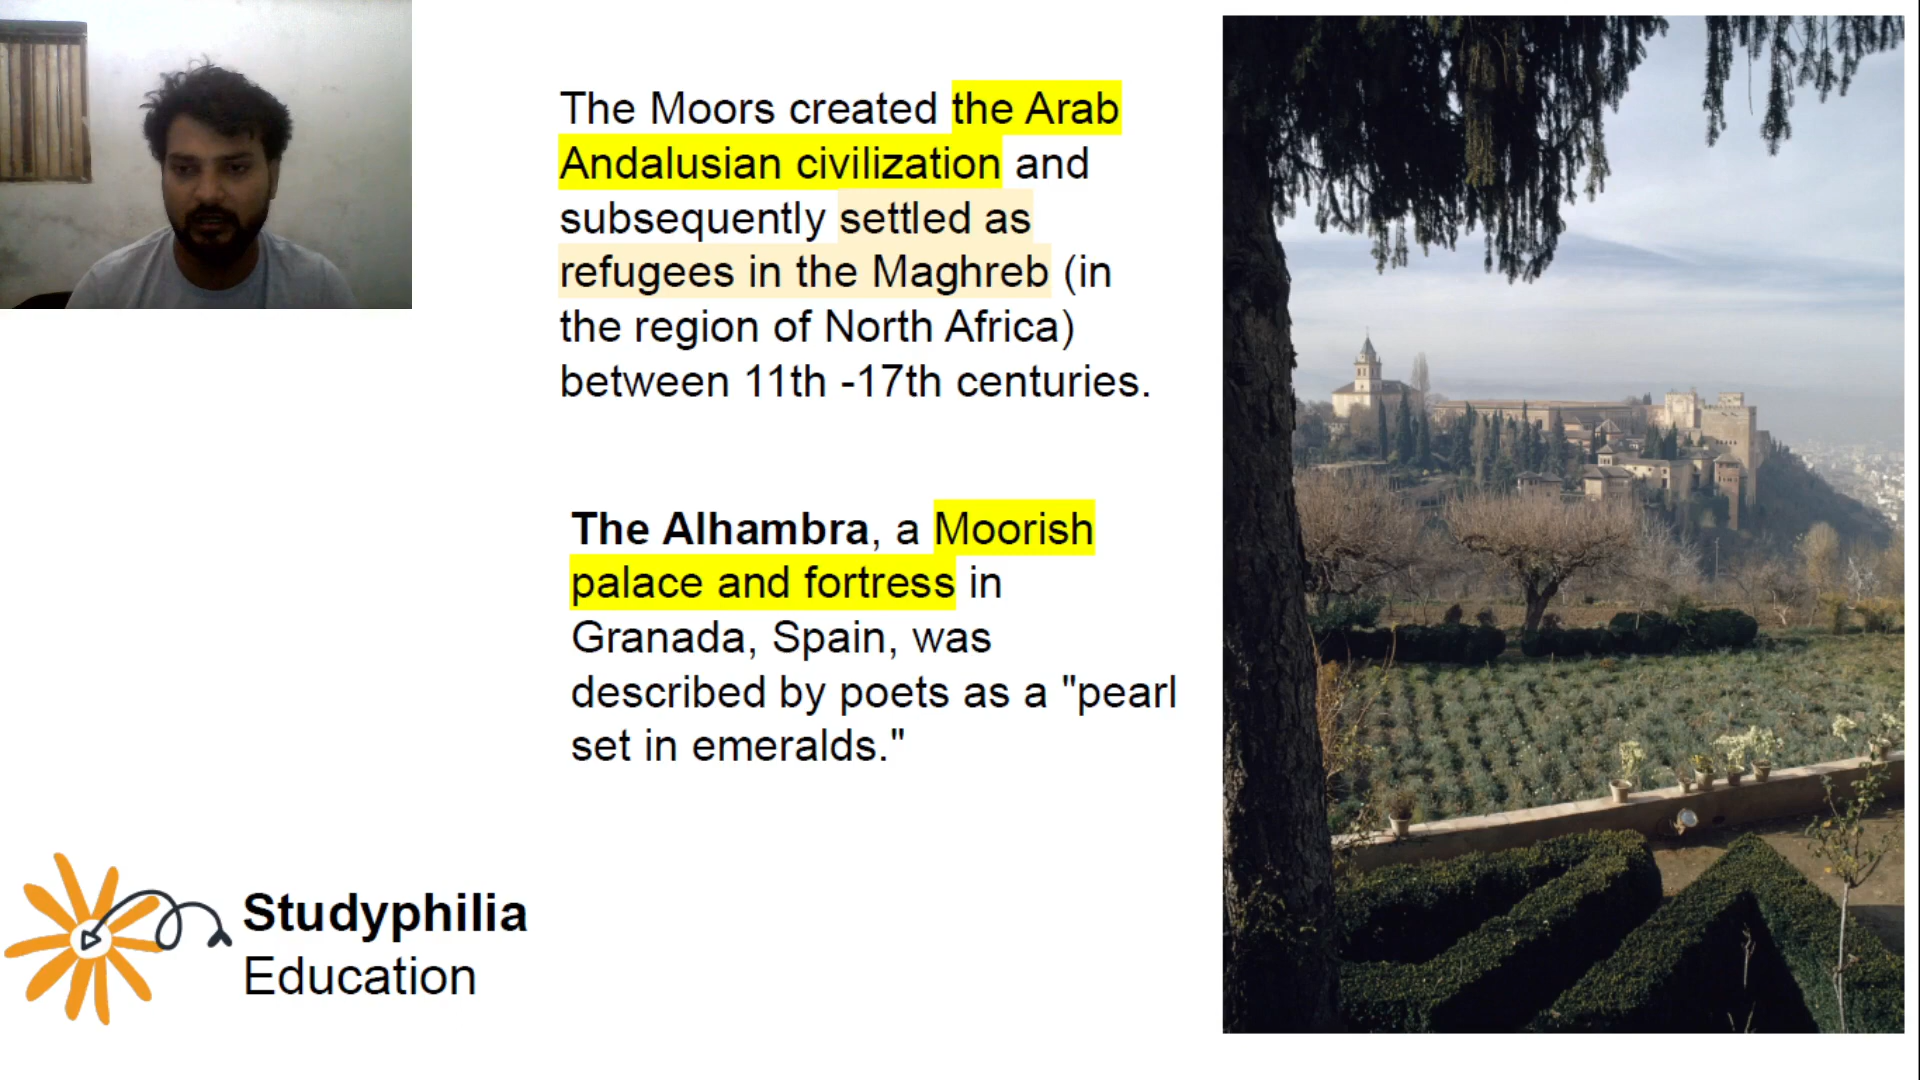 The Moors created the Arab
Andalusian civilization and
subsequently settled as
refugees in the Maghreb (in
the region of North Africa)
between 11th -17th centuries.
The Alhambra, a Moorish
palace and fortress in
Granada, Spain, was
described by poets as a "pearl
set in emeralds."
Studyphilia
Education